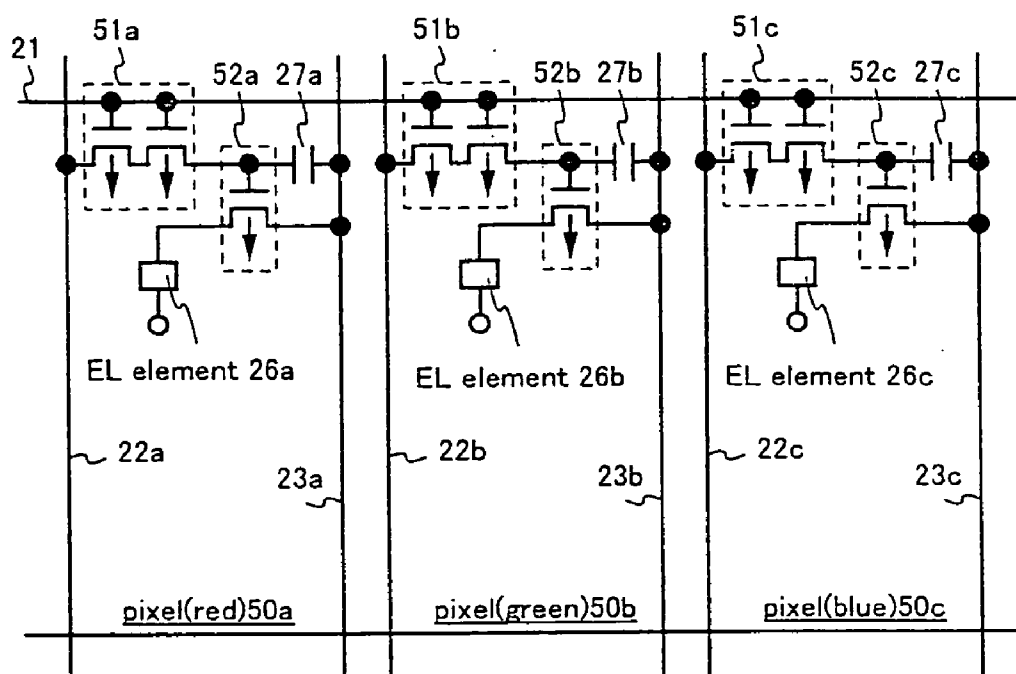 51a 51b 51c
21 52a 27a 52b 27b 52c 27c
EL element 26a EL element 26b EL element 26c
22a 22b 22c
23a 23b 23c
pixel(red)50a pixel(green)50b pixel(blue)50c